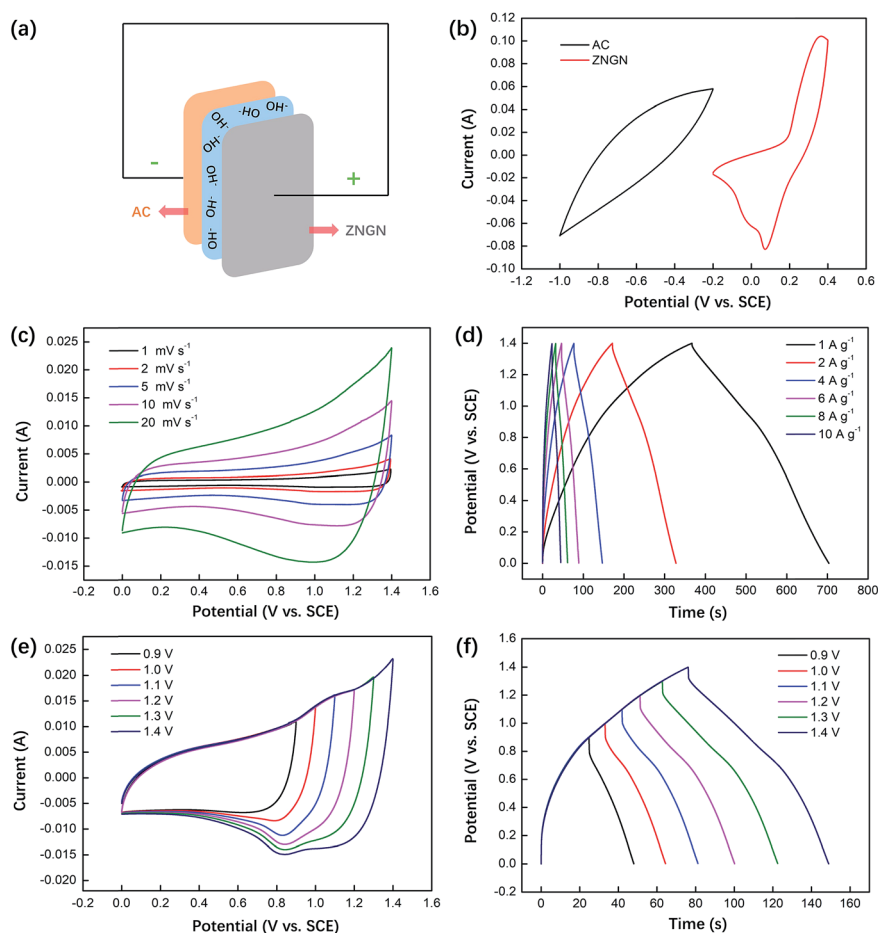 (a)
-
+
AC
ZNGN
OH-
-HO
OH-
OH-
OH-
-HO
-HO
(b)
AC
ZNGN
Current (A)
0.12
0.10
0.08
0.06
0.04
0.02
0.00
-0.02
-0.04
-0.06
-0.08
-0.10
-1.2 -1.0 -0.8 -0.6 -0.4 -0.2 0.0 0.2 0.4 0.6
Potential (V vs. SCE)
(c)
1 mV s⁻¹
2 mV s⁻¹
5 mV s⁻¹
10 mV s⁻¹
20 mV s⁻¹
Current (A)
0.025
0.020
0.015
0.010
0.005
0.000
-0.005
-0.010
-0.015
-0.2 0.0 0.2 0.4 0.6 0.8 1.0 1.2 1.4 1.6
Potential (V vs. SCE)
(d)
1 A g⁻¹
2 A g⁻¹
4 A g⁻¹
6 A g⁻¹
8 A g⁻¹
10 A g⁻¹
Potential (V vs. SCE)
1.4
1.2
1.0
0.8
0.6
0.4
0.2
0.0
0 100 200 300 400 500 600 700 800
Time (s)
(e)
0.9 V
1.0 V
1.1 V
1.2 V
1.3 V
1.4 V
Current (A)
0.025
0.020
0.015
0.010
0.005
0.000
-0.005
-0.010
-0.015
-0.020
-0.2 0.0 0.2 0.4 0.6 0.8 1.0 1.2 1.4 1.6
Potential (V vs. SCE)
(f)
0.9 V
1.0 V
1.1 V
1.2 V
1.3 V
1.4 V
Potential (V vs. SCE)
1.6
1.4
1.2
1.0
0.8
0.6
0.4
0.2
0.0
-0.2
0 20 40 60 80 100 120 140 160
Time (s)